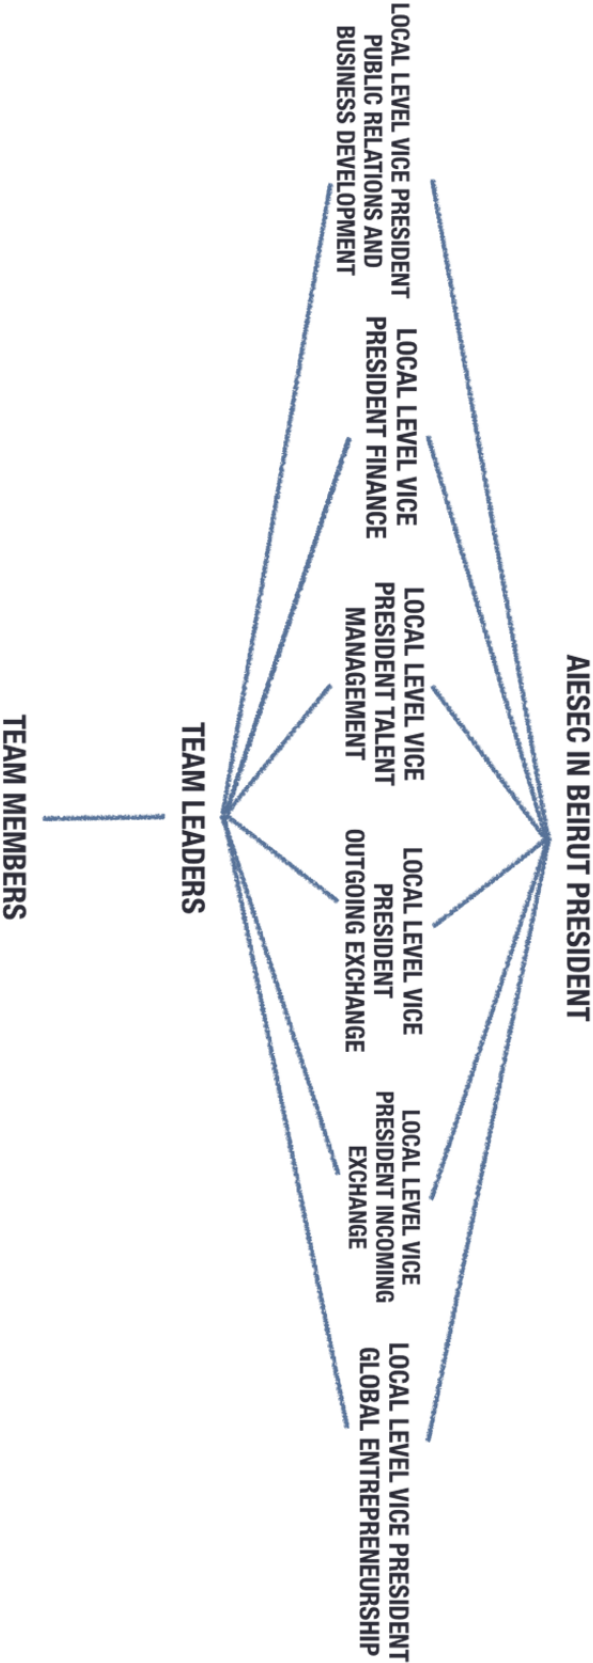 AIESEC IN BEIRUT PRESIDENT
LOCAL LEVEL VICE PRESIDENT
PUBLIC RELATIONS AND
BUSINESS DEVELOPMENT
LOCAL LEVEL VICE
PRESIDENT FINANCE
LOCAL LEVEL VICE
PRESIDENT TALENT
MANAGEMENT
LOCAL LEVEL VICE
PRESIDENT
OUTGOING EXCHANGE
LOCAL LEVEL VICE
PRESIDENT INCOMING
EXCHANGE
LOCAL LEVEL VICE PRESIDENT
GLOBAL ENTREPRENEURSHIP
TEAM LEADERS
TEAM MEMBERS